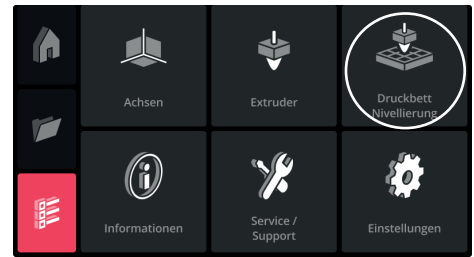 Achsen
Extruder
Druckbett
Nivellierung
Informationen
Service /
Support
Einstellungen